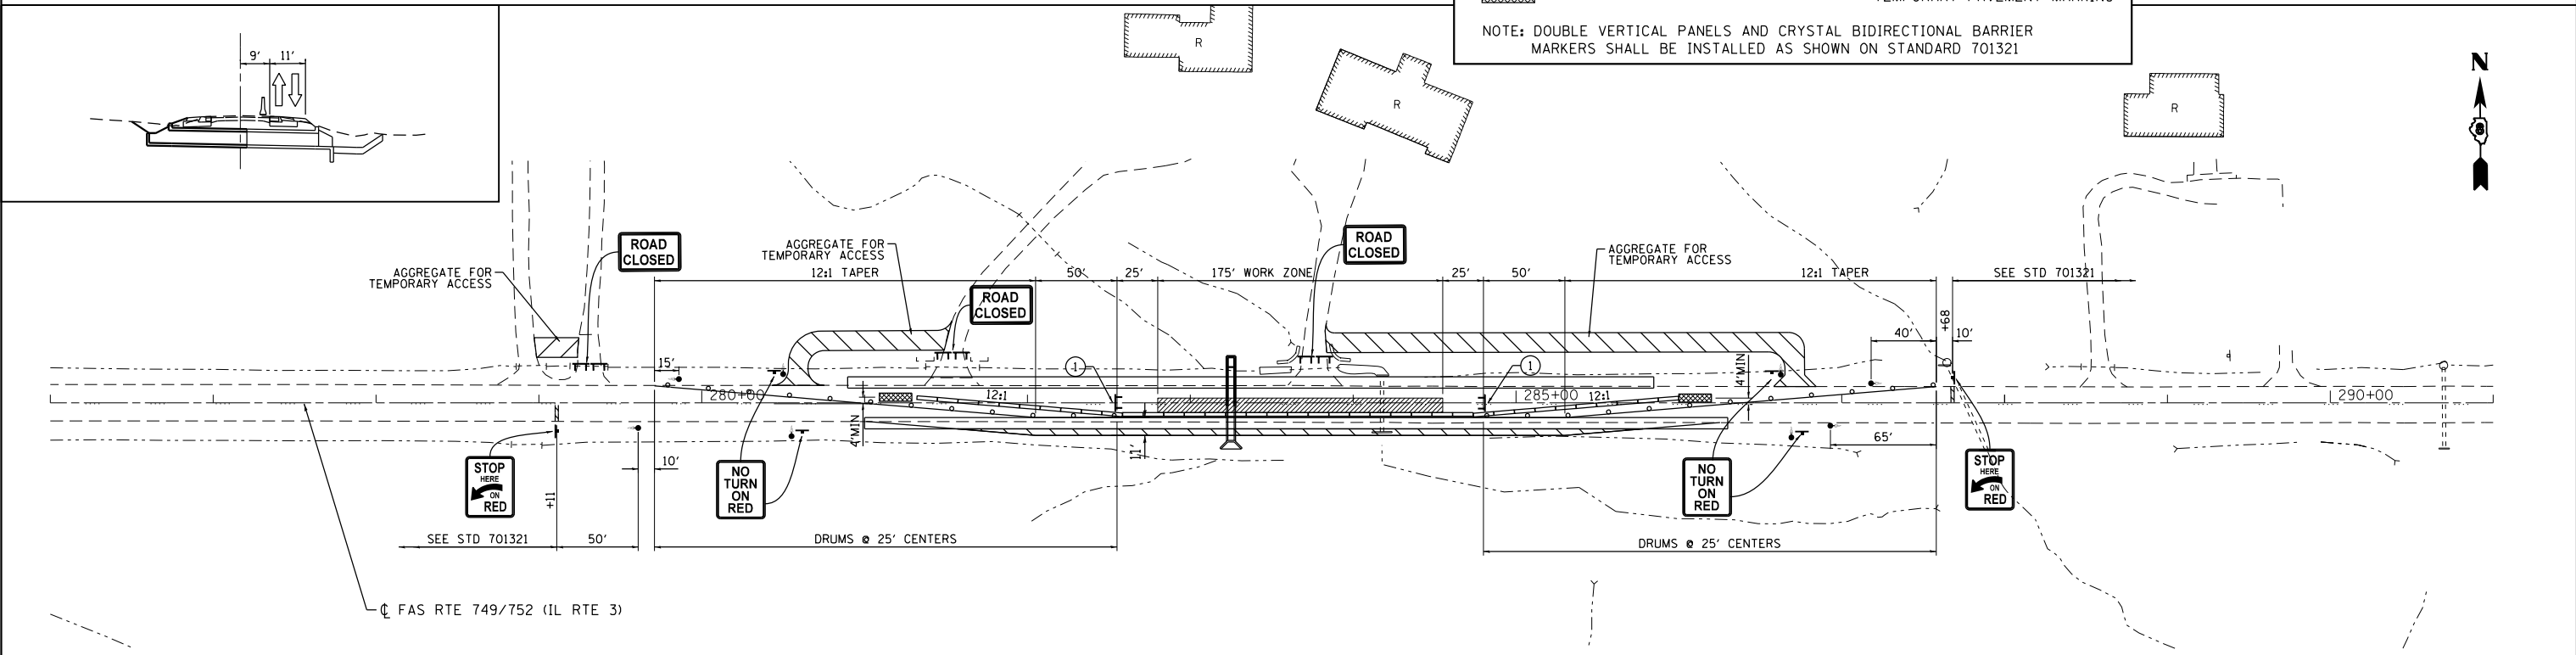 TEMPORARY PAVEMENT MARKING
NOTE: DOUBLE VERTICAL PANELS AND CRYSTAL BIDIRECTIONAL BARRIER
MARKERS SHALL BE INSTALLED AS SHOWN ON STANDARD 701321
9' 11'
R
R
R
N
ROAD
CLOSED
AGGREGATE FOR
TEMPORARY ACCESS
AGGREGATE FOR
TEMPORARY ACCESS
ROAD
CLOSED
AGGREGATE FOR
TEMPORARY ACCESS
12:1 TAPER
50'
25'
175' WORK ZONE
25'
50'
12:1 TAPER
SEE STD 701321
ROAD
CLOSED
15'
1
1
4'MIN
40'
+68
10'
280+00
12:1
285+00
12:1
290+00
4'MIN
11'
65'
10'
STOP
HERE
ON
RED
+11
NO
TURN
ON
RED
NO
TURN
ON
RED
STOP
HERE
ON
RED
SEE STD 701321
50'
DRUMS @ 25' CENTERS
DRUMS @ 25' CENTERS
℄ FAS RTE 749/752 (IL RTE 3)